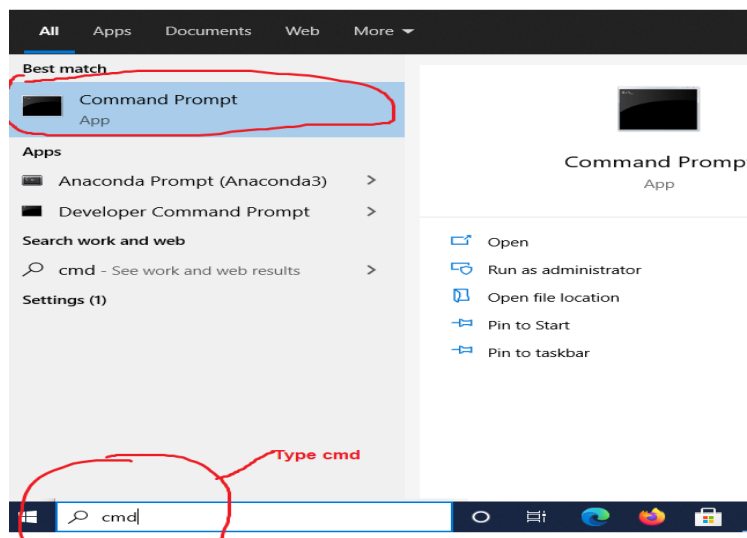 All Apps Documents Web More
Best match
Command Prompt
App
Apps
Anaconda Prompt (Anaconda3)
Developer Command Prompt
Search work and web
cmd - See work and web results
Settings (1)
Command Promp
App
Open
Run as administrator
Open file location
Pin to Start
Pin to taskbar
Type cmd
cmd